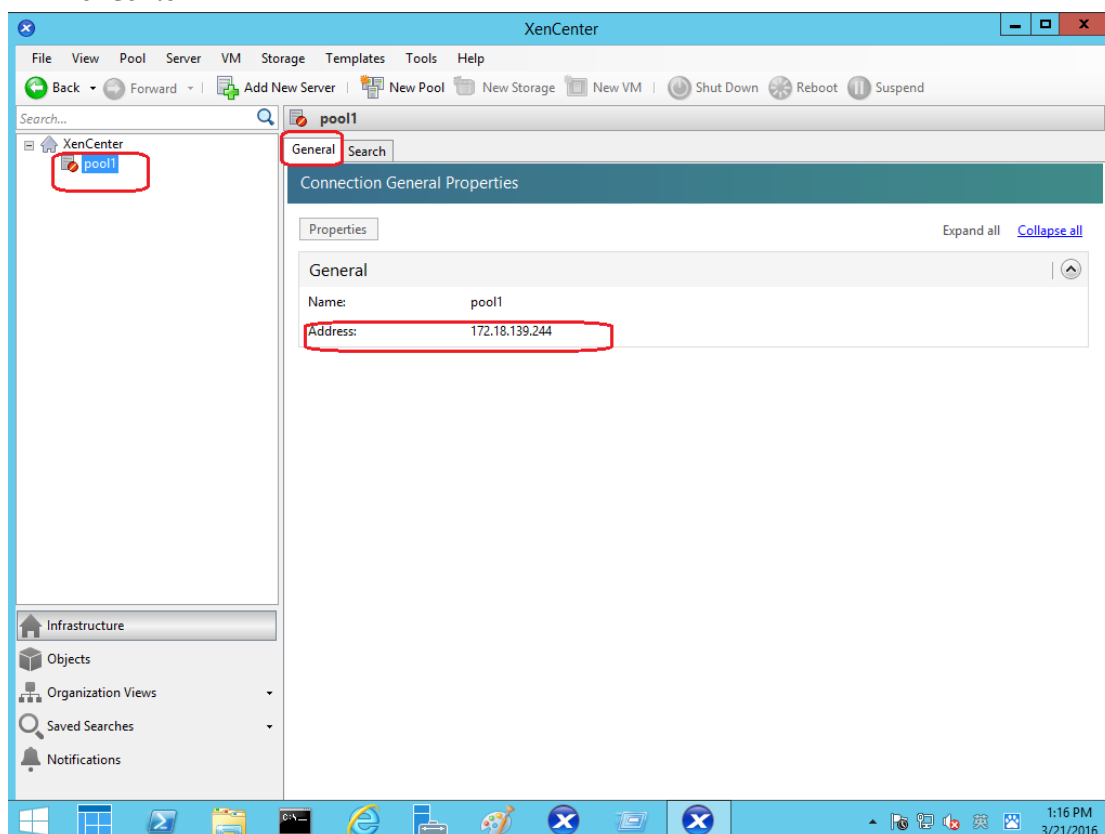 XenCenter
File View Pool Server VM Storage Templates Tools Help
Back Forward Add New Server New Pool New Storage New VM Shut Down Reboot Suspend
Search...
pool1
XenCenter
pool1
General Search
Connection General Properties
Properties
Expand all Collapse all
General
Name: pool1
Address: 172.18.139.244
Infrastructure
Objects
Organization Views
Saved Searches
Notifications
英
1:16 PM
3/21/2016